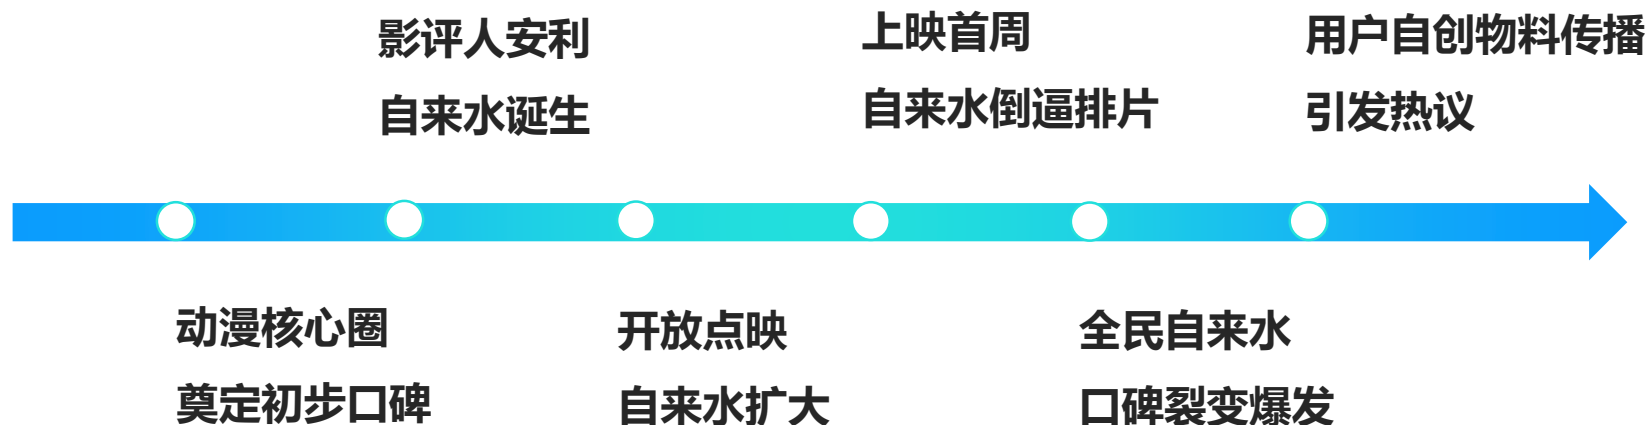 影评人安利
自来水诞生
上映首周
自来水倒逼排片
用户自创物料传播
引发热议
动漫核心圈
奠定初步口碑
开放点映
自来水扩大
全民自来水
口碑裂变爆发